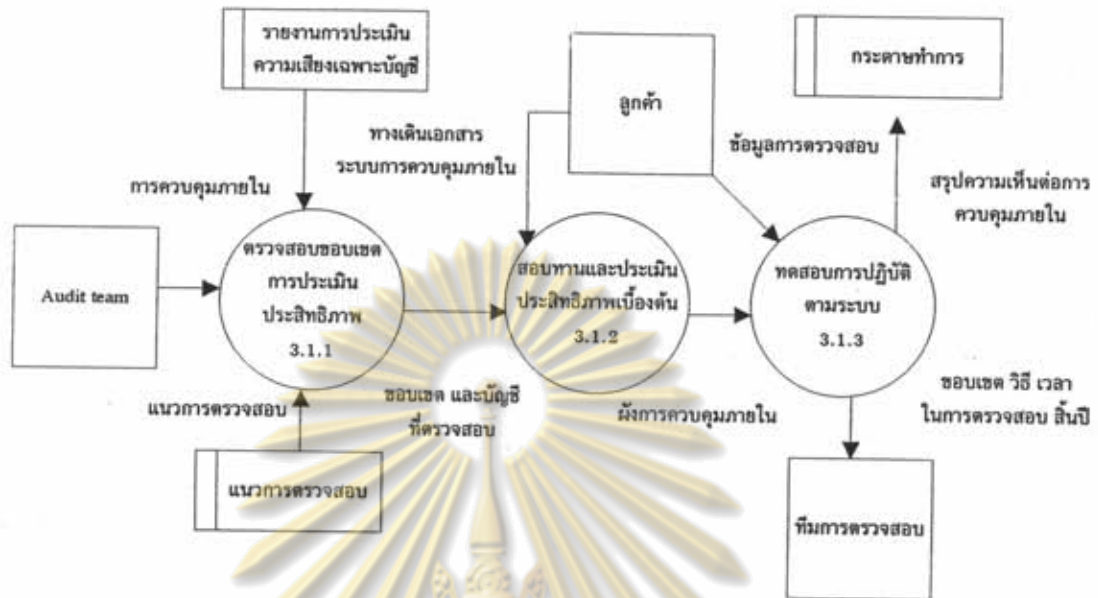 รายงานการประเมิน
ความเสี่ยงเฉพาะบัญชี
ลูกค้า
กระดาษทำการ
ทางเดินเอกสาร
ระบบการควบคุมภายใน
ข้อมูลการตรวจสอบ
การควบคุมภายใน
สรุปความเห็นต่อการ
ควบคุมภายใน
Audit team
ตรวจสอบขอบเขต
การประเมิน
ประสิทธิภาพ
3.1.1
สอบทานและประเมิน
ประสิทธิภาพเบื้องต้น
3.1.2
ทดสอบการปฏิบัติ
ตามระบบ
3.1.3
แนวการตรวจสอบ
ขอบเขต และบัญชี
ที่ตรวจสอบ
ผังการควบคุมภายใน
ขอบเขต วิธี เวลา
ในการตรวจสอบ สิ้นปี
แนวการตรวจสอบ
ทีมการตรวจสอบ